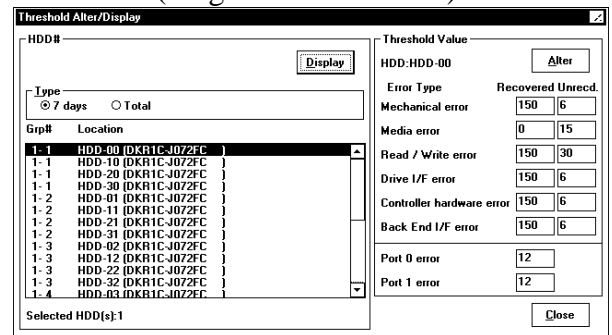 Threshold Alter/Display
HDD#
Display
Type
7 days Total
Grp# Location
1- 1 HDD-00 (DKR1C-J072FC )
1- 1 HDD-10 (DKR1C-J072FC )
1- 1 HDD-20 (DKR1C-J072FC )
1- 1 HDD-30 (DKR1C-J072FC )
1- 2 HDD-01 (DKR1C-J072FC )
1- 2 HDD-11 (DKR1C-J072FC )
1- 2 HDD-21 (DKR1C-J072FC )
1- 2 HDD-31 (DKR1C-J072FC )
1- 3 HDD-02 (DKR1C-J072FC )
1- 3 HDD-12 (DKR1C-J072FC )
1- 3 HDD-22 (DKR1C-J072FC )
1- 3 HDD-32 (DKR1C-J072FC )
1- 4 HDD-03 (DKR1C-J072FC )
Selected HDD(s):1
Threshold Value
HDD:HDD-00 Alter
Error Type Recovered Unrecd.
Mechanical error 150 6
Media error 0 15
Read / Write error 150 30
Drive I/F error 150 6
Controller hardware error 150 6
Back End I/F error 150 6
Port 0 error 12
Port 1 error 12
Close